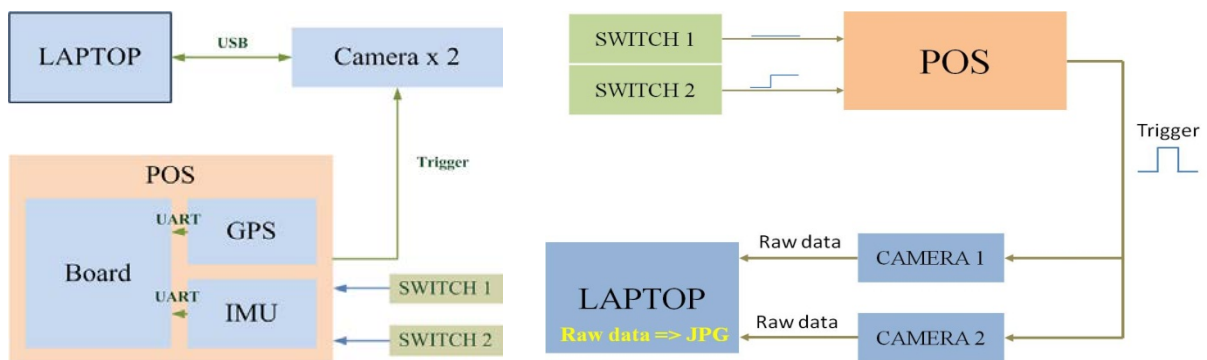 LAPTOP
USB
Camera x 2
Trigger
POS
UART
GPS
Board
UART
IMU
SWITCH 1
SWITCH 2
SWITCH 1
SWITCH 2
POS
Trigger
Raw data
CAMERA 1
LAPTOP
Raw data => JPG
Raw data
CAMERA 2